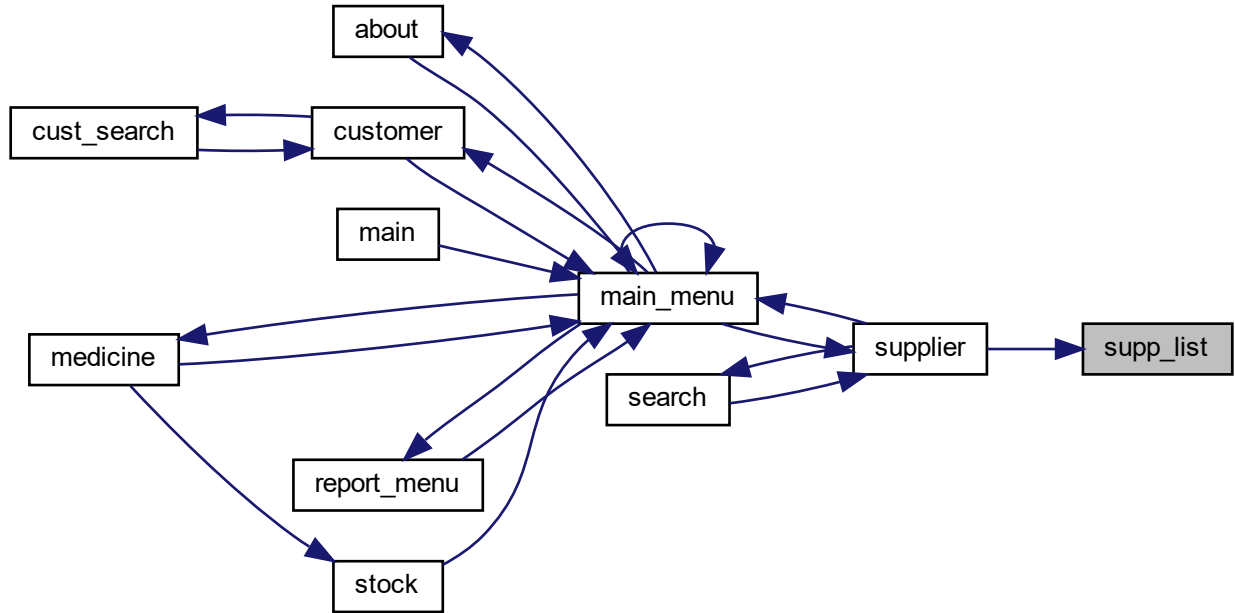 about
cust_search
customer
main
main_menu
medicine
supplier
supp_list
search
report_menu
stock